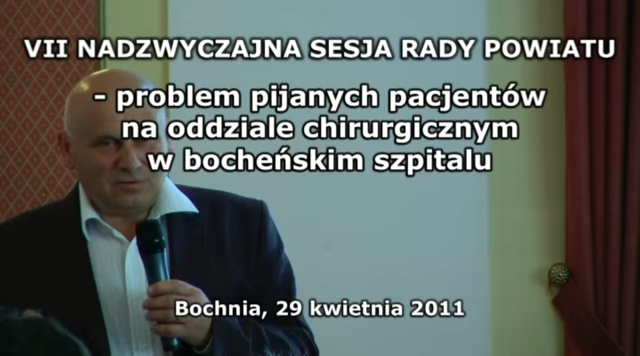 VII NADZWYCZAJNA SESJA RADY POWIATU
- problem pijanych pacjentów
na oddziale chirurgicznym
w bocheńskim szpitalu
Bochnia, 29 kwietnia 2011